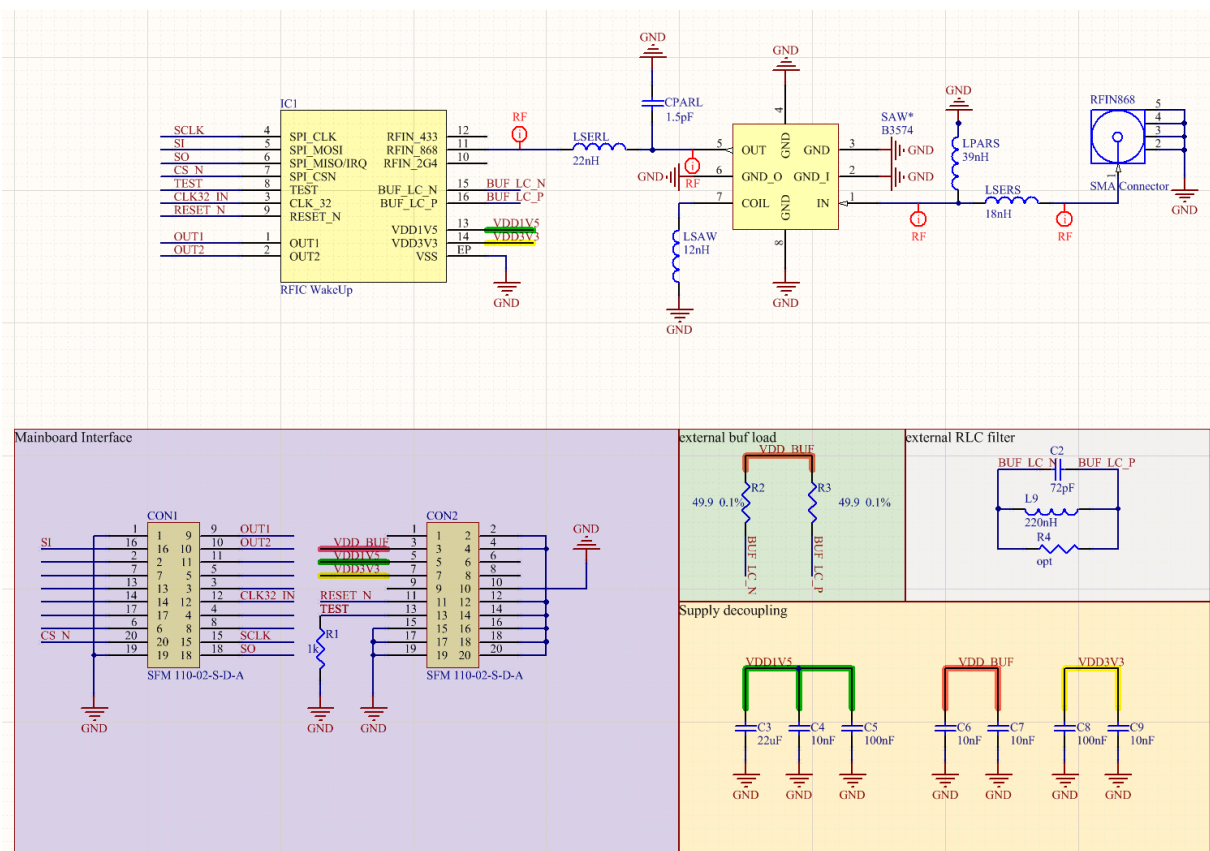 IC1
SCLK 4 SPI_CLK RFIN_433 12
SI 5 SPI_MOSI RFIN_868 11
SO 6 SPI_MISO/IRQ RFIN_2G4 10
CS_N 7 SPI_CSN
TEST 8 TEST BUF_LC_N 15 BUF_LC_N
CLK32_IN 3 CLK_32 BUF_LC_P 16 BUF_LC_P
RESET_N 9 RESET_N
VDD1V5 13 VDD1V5
OUT1 1 OUT1 VDD3V3 14 VDD3V3
OUT2 2 OUT2 VSS EP
RFIC WakeUp
GND
RF
LSERL
22nH
GND
CPARL
1.5pF
RF
GND
4
GND
5 OUT GND 3 GND
GND 6 GND_O GND_I 2 GND
7 COIL GND IN 1
8
GND
SAW*
B3574
LSAW
12nH
GND
GND
LPARS
39nH
RF
LSERS
18nH
RF
RFIN868
5
4
3
2
1
SMA Connector
GND
Mainboard Interface
CON1
1 1 9 9 OUT1
SI 16 16 10 10 OUT2
2 2 11 11
7 7 5 5
13 13 3 3
14 14 12 12 CLK32_IN
17 17 4 4
6 6 8 8
CS_N 20 20 15 15 SCLK
19 19 18 18 SO
SFM 110-02-S-D-A
GND
CON2
1 1 2 2
VDD_BUF 3 3 4 4
VDD1V5 5 5 6 6
VDD3V3 7 7 8 8
9 9 10 10
RESET_N 11 11 12 12
TEST 13 13 14 14
15 15 16 16
17 17 18 18
19 19 20 20
SFM 110-02-S-D-A
GND
R1
1k
GND
GND
external buf load
VDD_BUF
R2
49.9 0.1%
R3
49.9 0.1%
BUF_LC_N
BUF_LC_P
external RLC filter
C2
BUF_LC_N BUF_LC_P
72pF
L9
220nH
R4
opt
Supply decoupling
VDD1V5 VDD_BUF VDD3V3
C3 C4 C5 C6 C7 C8 C9
22uF 10nF 100nF 10nF 10nF 100nF 10nF
GND GND GND GND GND GND GND